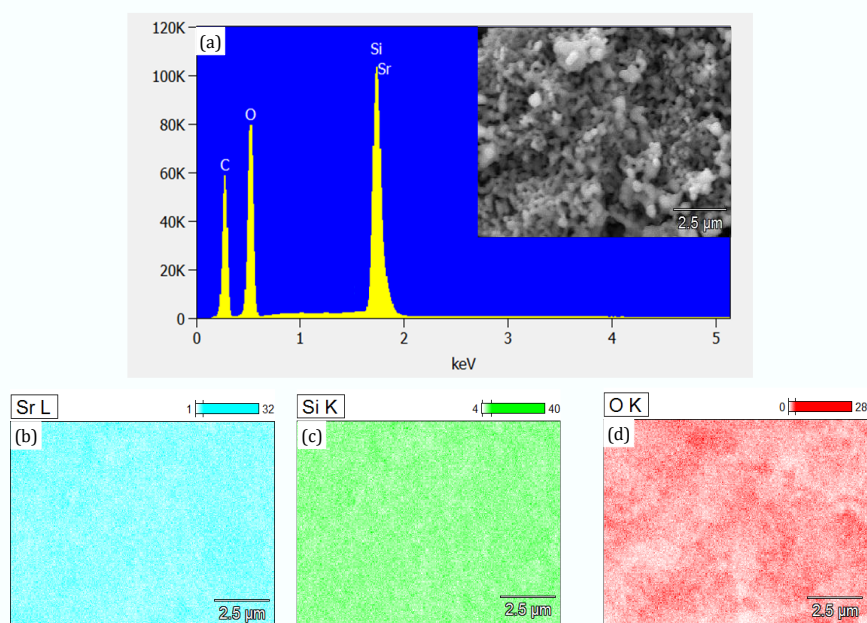 120K
(a)
Si
100K
Sr
80K
O
60K
C
40K
20K
0
2.5 µm
0 1 2 3 4 5
keV
Sr L 1 32
(b)
2.5 µm
Si K 4 40
(c)
2.5 µm
O K 0 28
(d)
2.5 µm